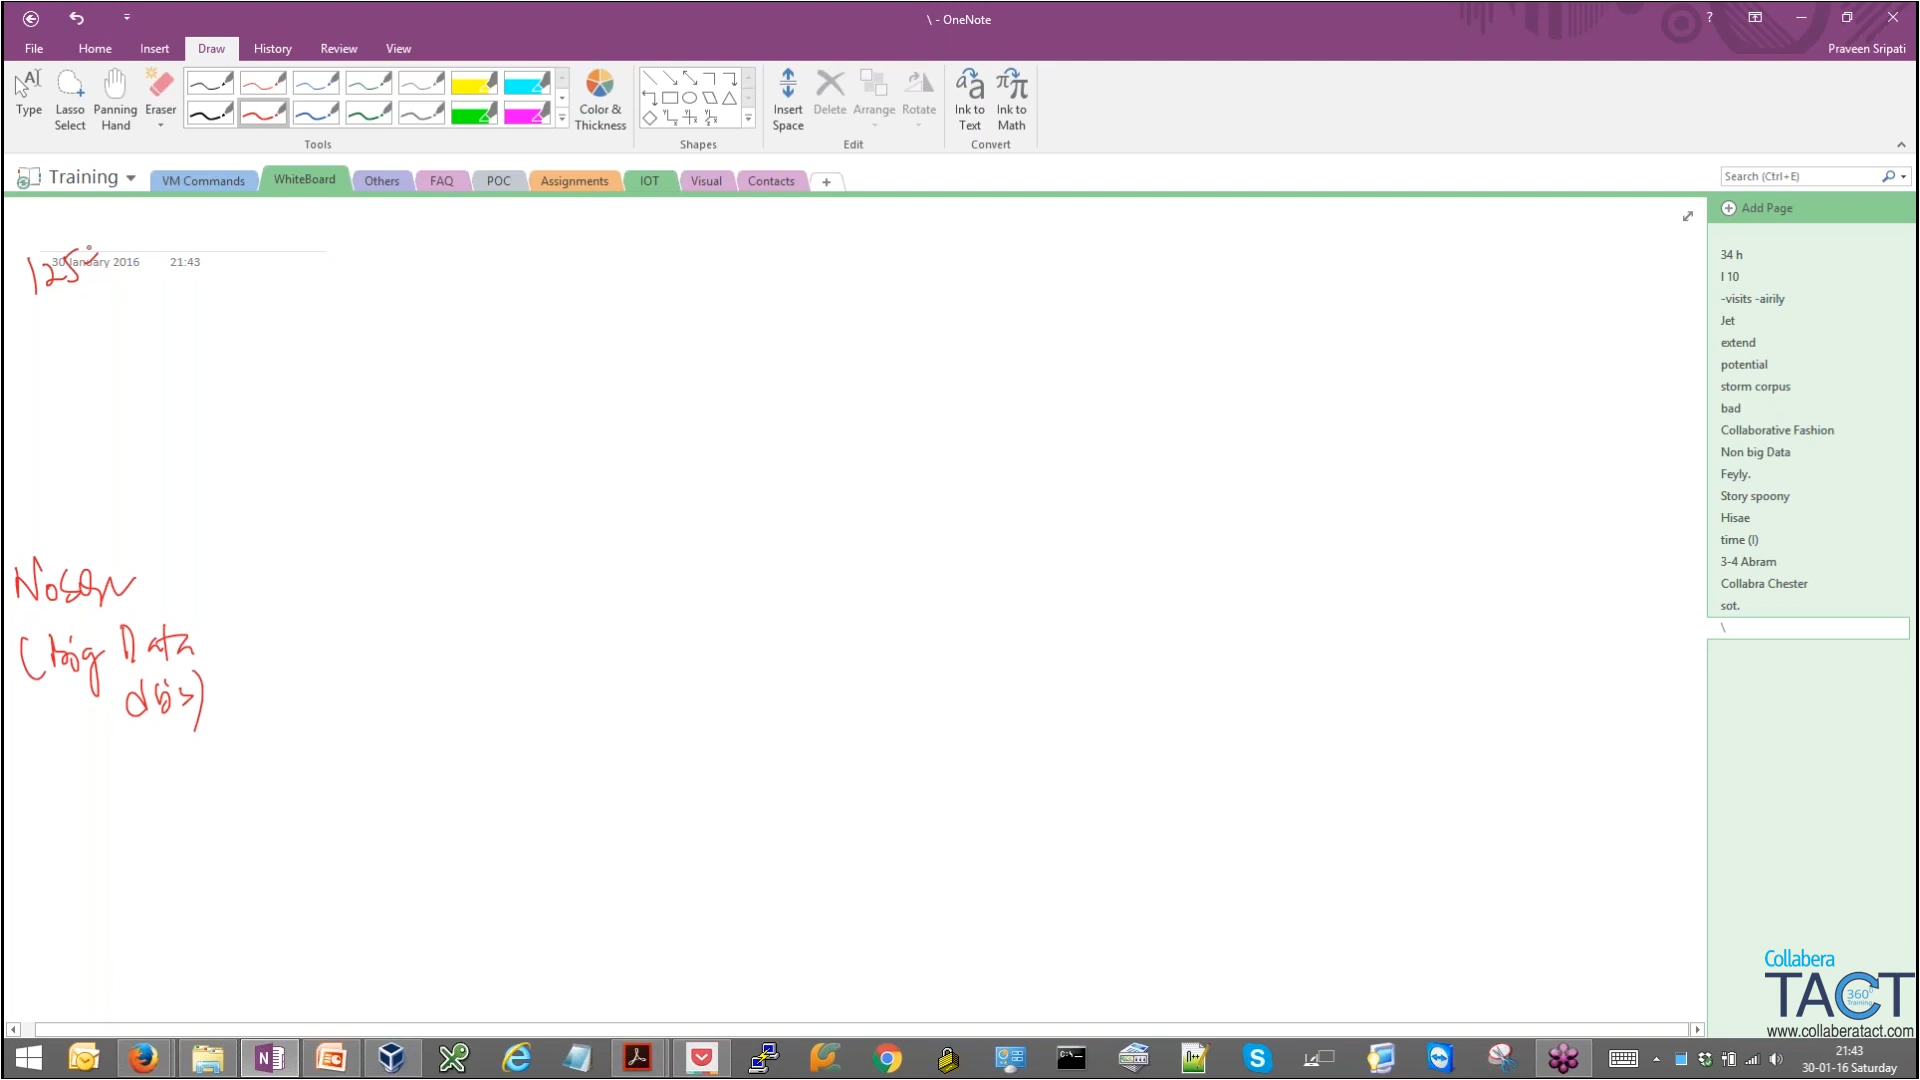 \ - OneNote
?
File Home Insert Draw History Review View
Praveen Sripati
Type
Lasso Select
Panning Hand
Eraser
Color & Thickness
Insert Space
Delete
Arrange
Rotate
Ink to Text
Ink to Math
Tools Shapes Edit Convert
Training VM Commands WhiteBoard Others FAQ POC Assignments IOT Visual Contacts +
Search (Ctrl+E)
Add Page
30 January 2016 21:43
125
34 h
I 10
-visits -airily
Jet
extend
potential
storm corpus
bad
Collaborative Fashion
Non big Data
Feyly.
Story spoony
Hisae
time (l)
3-4 Abram
Collabra Chester
sot.
\
(big Data
dbs)
Collabera
TACT
360°
Training
www.collaberatact.com
21:43
30-01-16 Saturday